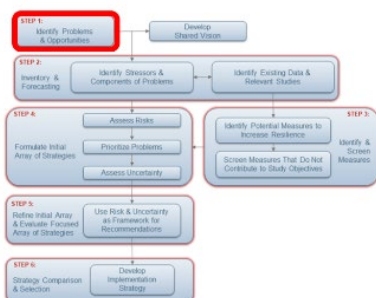 STEP 1:
Identify Problems
& Opportunities
Develop
Shared Vision
STEP 2:
Inventory &
Forecasting
Identify Stressors &
Components of Problems
Identify Existing Data &
Relevant Studies
STEP 4:
Formulate Initial
Array of Strategies
Assess Risks
Prioritize Problems
Assess Uncertainty
STEP 3:
Identify Potential Measures to
Increase Resilience
Screen Measures That Do Not
Contribute to Study Objectives
Identify &
Screen
Measures
STEP 5:
Refine Initial Array
& Evaluate Focused
Array of Strategies
Use Risk & Uncertainty
as Framework for
Recommendations
STEP 6:
Strategy Comparison
& Selection
Develop
Implementation
Strategy